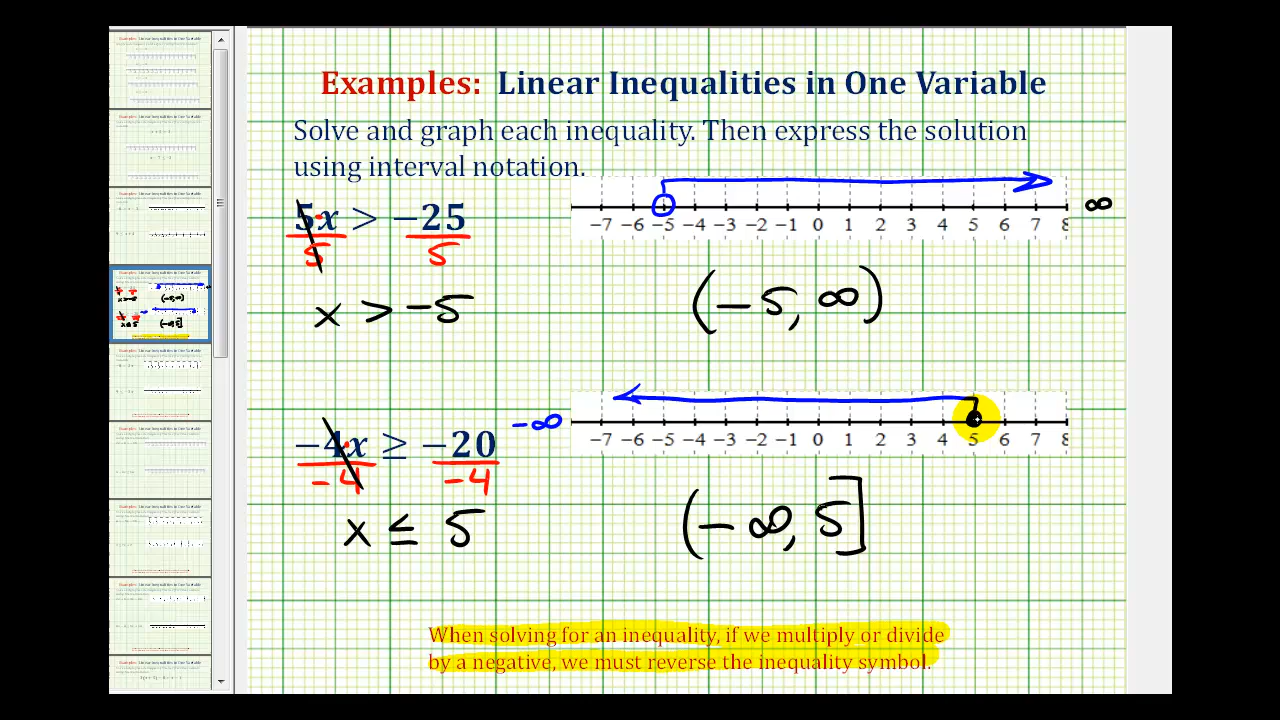 Examples: Linear Inequalities in One Variable
Solve and graph each inequality. Then express the solution
using interval notation.
5x > −25
5 5
−7 −6 −5 −4 −3 −2 −1 0 1 2 3 4 5 6 7 8
∞
x > −5
(−5, ∞)
−4x ≥ −20
−4 −4
−∞
−7 −6 −5 −4 −3 −2 −1 0 1 2 3 4 5 6 7 8
x ≤ 5
(−∞, 5]
When solving for an inequality, if we multiply or divide
by a negative, we must reverse the inequality symbol.